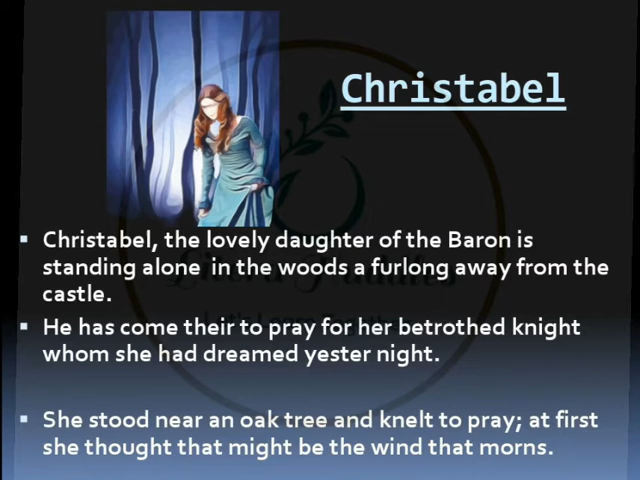 Christabel
▪ Christabel, the lovely daughter of the Baron is
standing alone in the woods a furlong away from the
castle.
▪ He has come their to pray for her betrothed knight
whom she had dreamed yester night.
▪ She stood near an oak tree and knelt to pray; at first
she thought that might be the wind that morns.